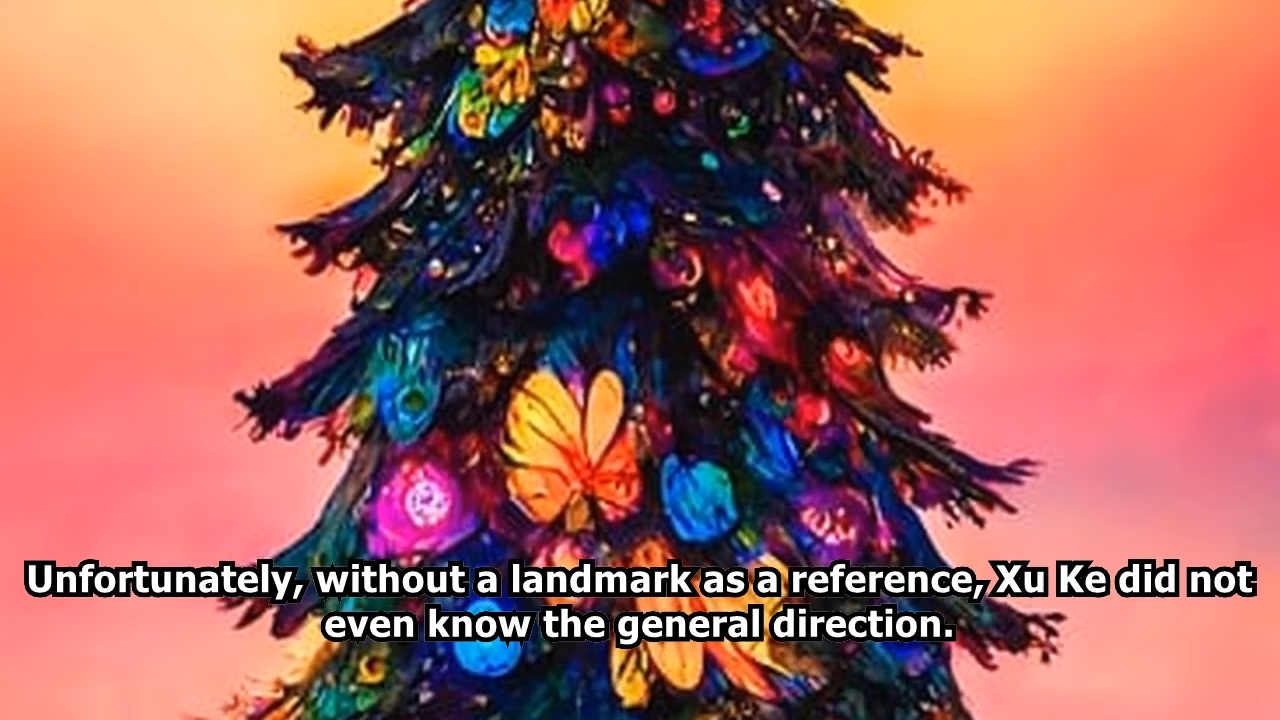 Unfortunately, without a landmark as a reference, Xu Ke did not
even know the general direction.